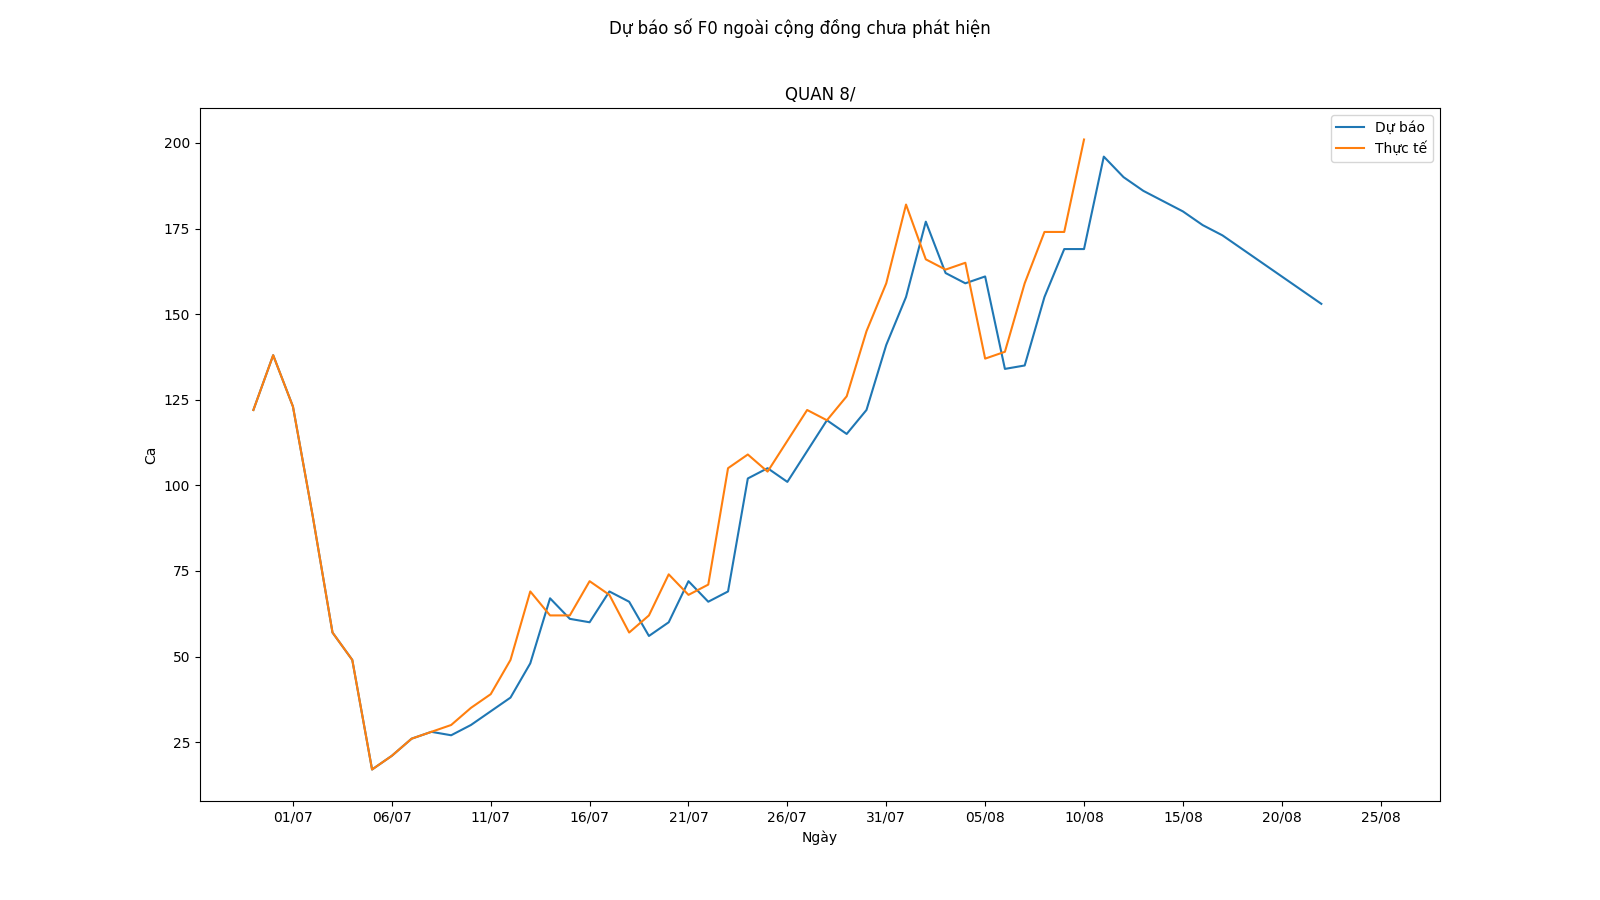 Dự báo số F0 ngoài cộng đồng chưa phát hiện
QUAN 8/
Dự báo
Thực tế
200
175
150
125
100
75
50
25
Ca
01/07 06/07 11/07 16/07 21/07 26/07 31/07 05/08 10/08 15/08 20/08 25/08
Ngày